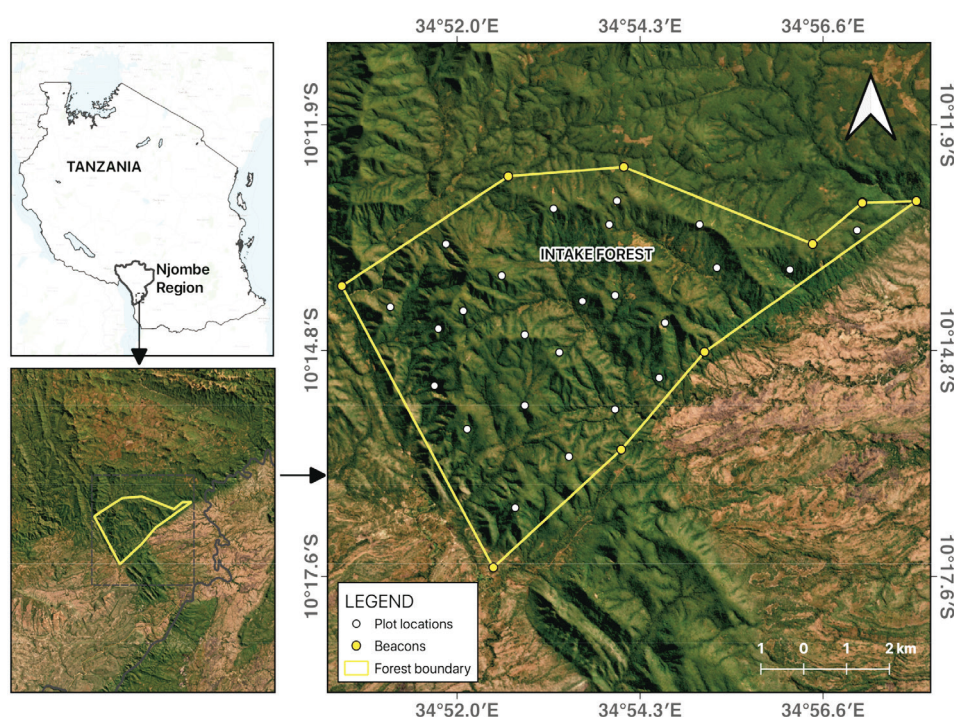 34°52.0′E 34°54.3′E 34°56.6′E
10°11.9′S 10°11.9′S
TANZANIA
Njombe
Region
INTAKE FOREST
10°14.8′S 10°14.8′S
10°17.6′S 10°17.6′S
LEGEND
Plot locations
Beacons
Forest boundary
1 0 1 2 km
34°52.0′E 34°54.3′E 34°56.6′E